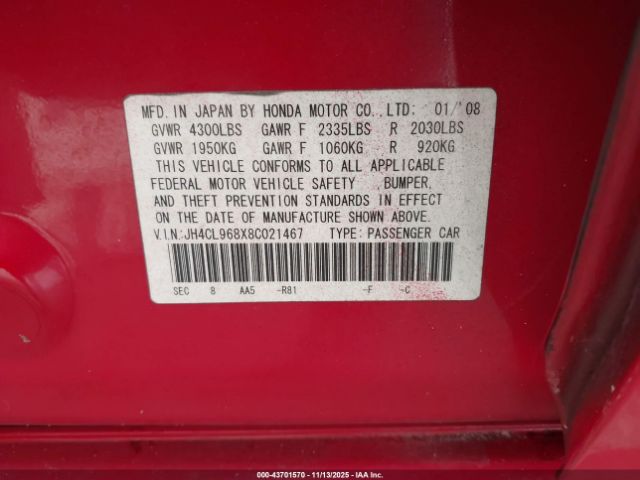 MFD. IN JAPAN BY HONDA MOTOR CO.,LTD: 01/'08
GVWR 4300LBS GAWR F 2335LBS R 2030LBS
GVWR 1950KG GAWR F 1060KG R 920KG
THIS VEHICLE CONFORMS TO ALL APPLICABLE
FEDERAL MOTOR VEHICLE SAFETY ,BUMPER,
AND THEFT PREVENTION STANDARDS IN EFFECT
ON THE DATE OF MANUFACTURE SHOWN ABOVE.
V.I.N:JH4CL968X8C021467 TYPE: PASSENGER CAR
SEC 8 AA5 -R81 -F -C
000-43701570 - 11/13/2025 - IAAI.COM